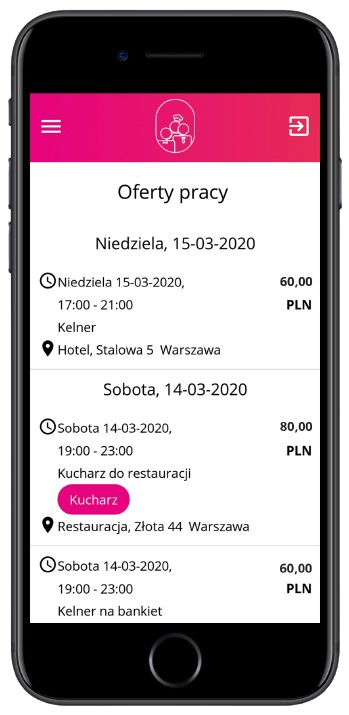 Oferty pracy
Niedziela, 15-03-2020
Niedziela 15-03-2020, 60,00
17:00 - 21:00 PLN
Kelner
Hotel, Stalowa 5 Warszawa
Sobota, 14-03-2020
Sobota 14-03-2020, 80,00
19:00 - 23:00 PLN
Kucharz do restauracji
Kucharz
Restauracja, Złota 44 Warszawa
Sobota 14-03-2020, 60,00
19:00 - 23:00 PLN
Kelner na bankiet